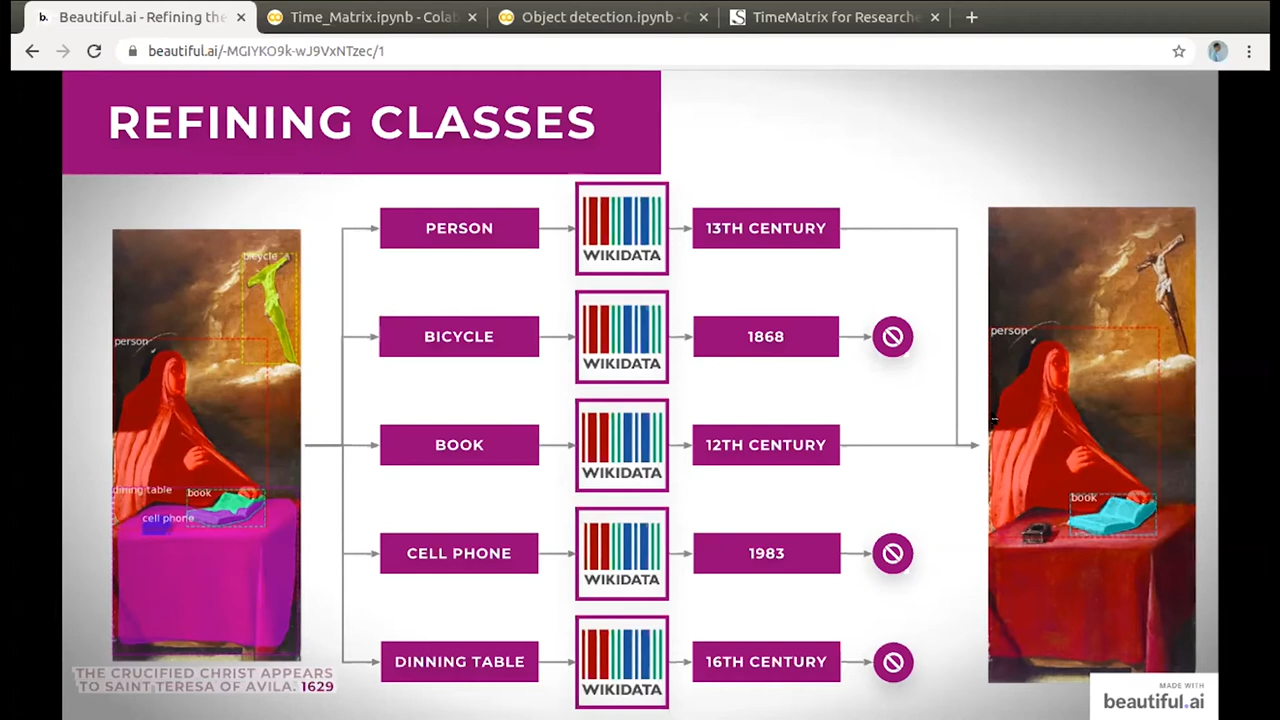 Beautiful.ai - Refining the
Time_Matrix.ipynb - Colab
Object detection.ipynb - C
TimeMatrix for Researche
beautiful.ai/-MGIYKO9k-wJ9VxNTzec/1
REFINING CLASSES
PERSON
WIKIDATA
13TH CENTURY
BICYCLE
WIKIDATA
1868
BOOK
WIKIDATA
12TH CENTURY
CELL PHONE
WIKIDATA
1983
DINNING TABLE
WIKIDATA
16TH CENTURY
bicycle
person
dining table
book
cell phone
THE CRUCIFIED CHRIST APPEARS
TO SAINT TERESA OF AVILA. 1629
person
book
MADE WITH
beautiful.ai